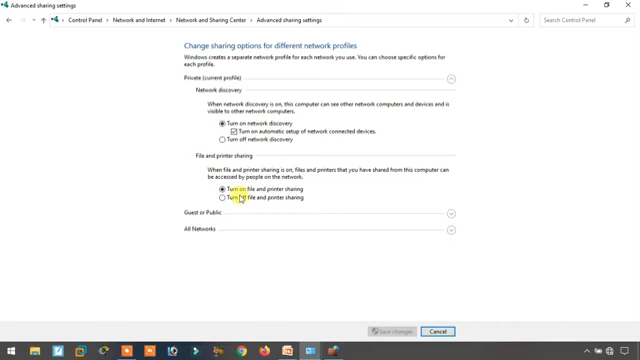 Advanced sharing settings
Control Panel > Network and Internet > Network and Sharing Center > Advanced sharing settings
Search Control Panel
Change sharing options for different network profiles
Windows creates a separate network profile for each network you use. You can choose specific options for
each profile.
Private (current profile)
Network discovery
When network discovery is on, this computer can see other network computers and devices and is
visible to other network computers.
Turn on network discovery
Turn on automatic setup of network connected devices.
Turn off network discovery
File and printer sharing
When file and printer sharing is on, files and printers that you have shared from this computer can
be accessed by people on the network.
Turn on file and printer sharing
Turn off file and printer sharing
Guest or Public
All Networks
Save changes
Cancel